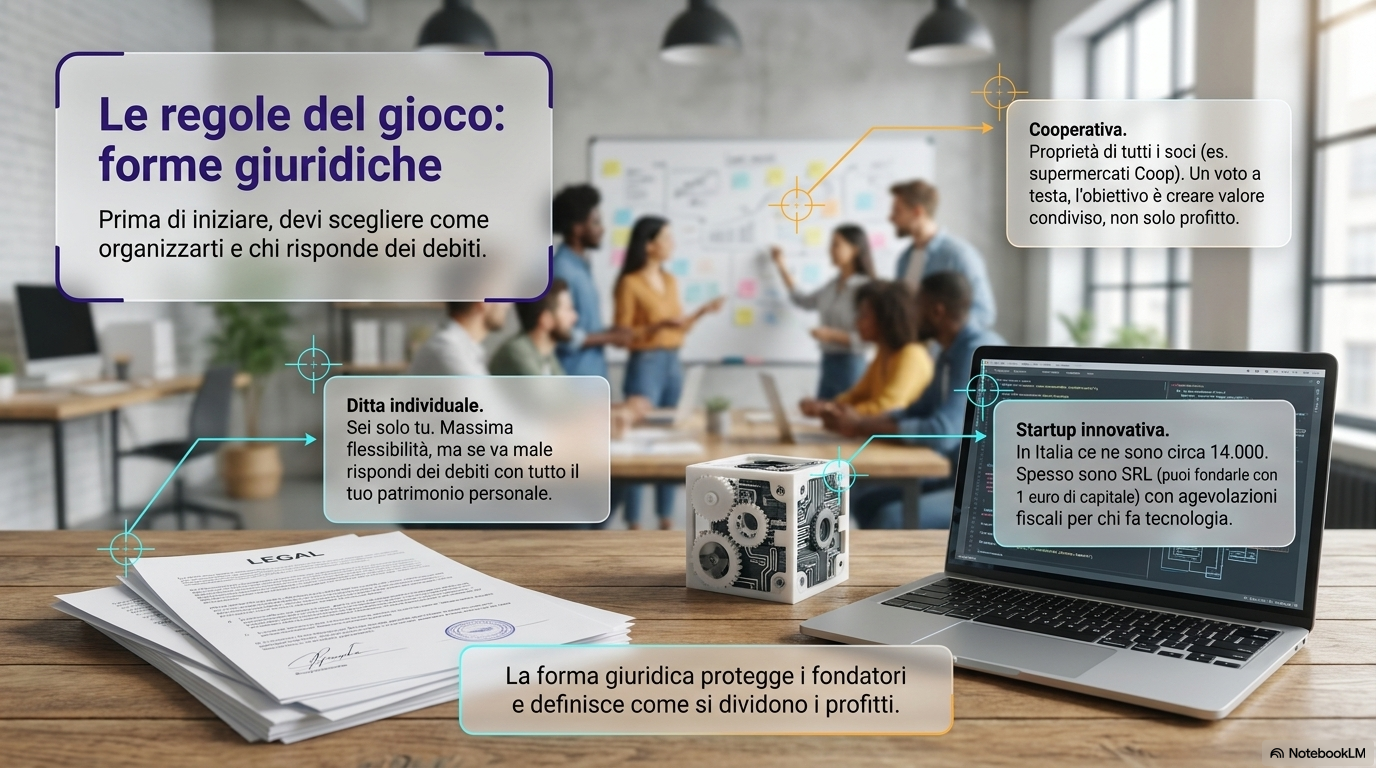 Le regole del gioco:
forme giuridiche
Prima di iniziare, devi scegliere come
organizzarti e chi risponde dei debiti.
Cooperativa.
Proprietà di tutti i soci (es.
supermercati Coop). Un voto a
testa, l'obiettivo è creare valore
condiviso, non solo profitto.
Ditta individuale.
Sei solo tu. Massima
flessibilità, ma se va male
rispondi dei debiti con tutto il
tuo patrimonio personale.
Startup innovativa.
In Italia ce ne sono circa 14.000.
Spesso sono SRL (puoi fondarle con
1 euro di capitale) con agevolazioni
fiscali per chi fa tecnologia.
LEGAL
La forma giuridica protegge i fondatori
e definisce come si dividono i profitti.
NotebookLM